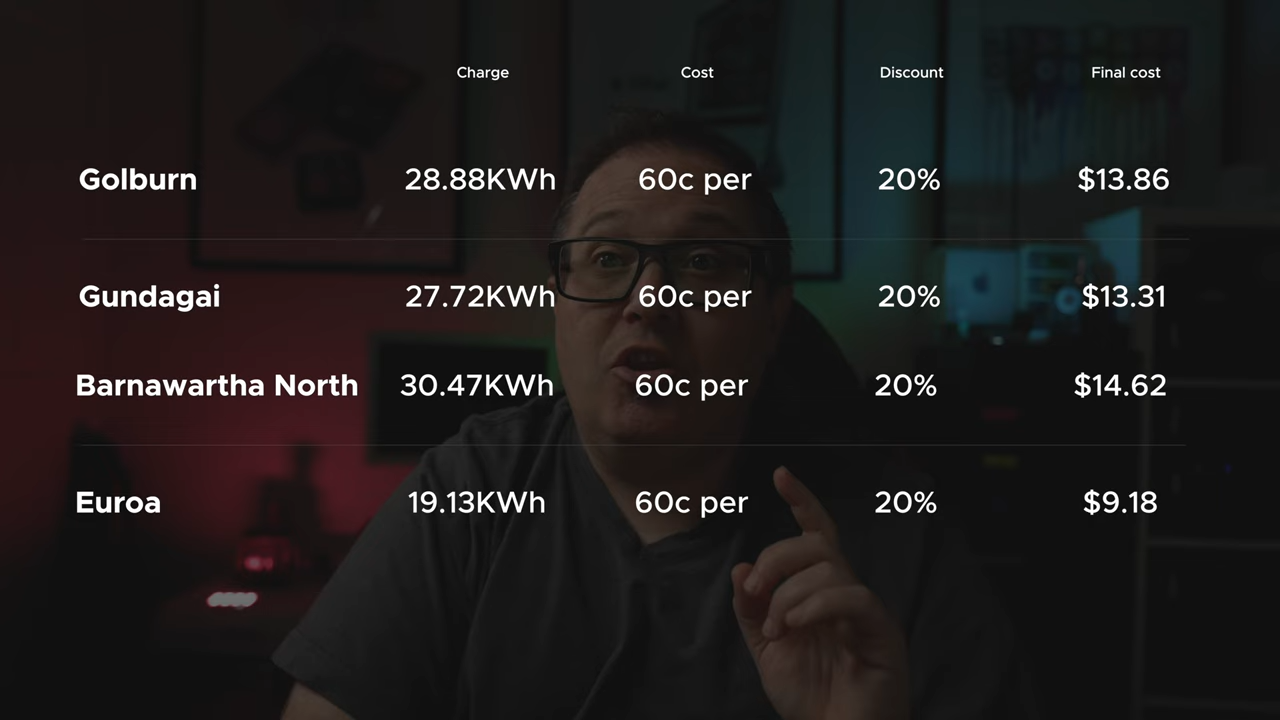 Charge Cost Discount Final cost
Golburn 28.88KWh 60c per 20% $13.86
Gundagai 27.72KWh 60c per 20% $13.31
Barnawartha North 30.47KWh 60c per 20% $14.62
Euroa 19.13KWh 60c per 20% $9.18